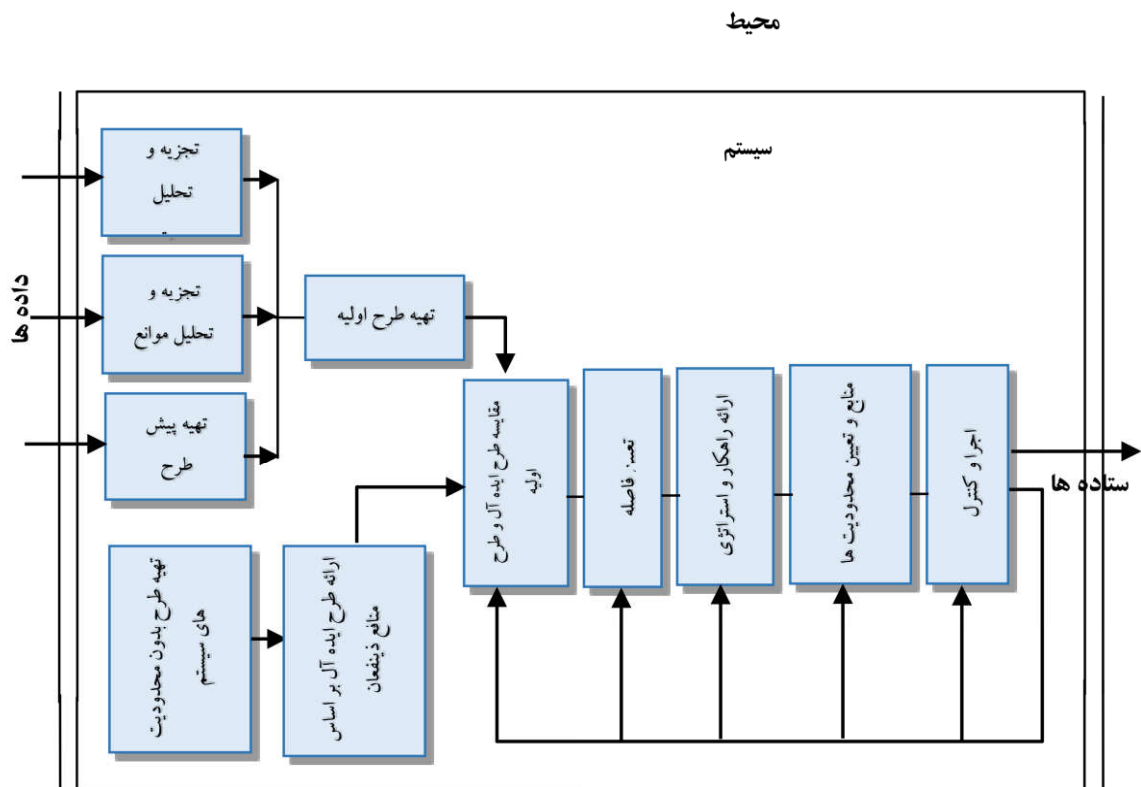 محیط
سیستم
تجزیه و
تحلیل
تجزیه و
تحلیل موانع
تهیه پیش
طرح
داده ها
تهیه طرح اولیه
تهیه طرح بدون محدودیت
های سیستم
ارائه طرح ایده آل بر اساس
منافع ذینفعان
مقایسه طرح ایده آل و طرح
اولیه
فاصله
ارائه راهکار و استراتژی
منابع و تعیین محدودیت ها
اجرا و کنترل
ستاده ها